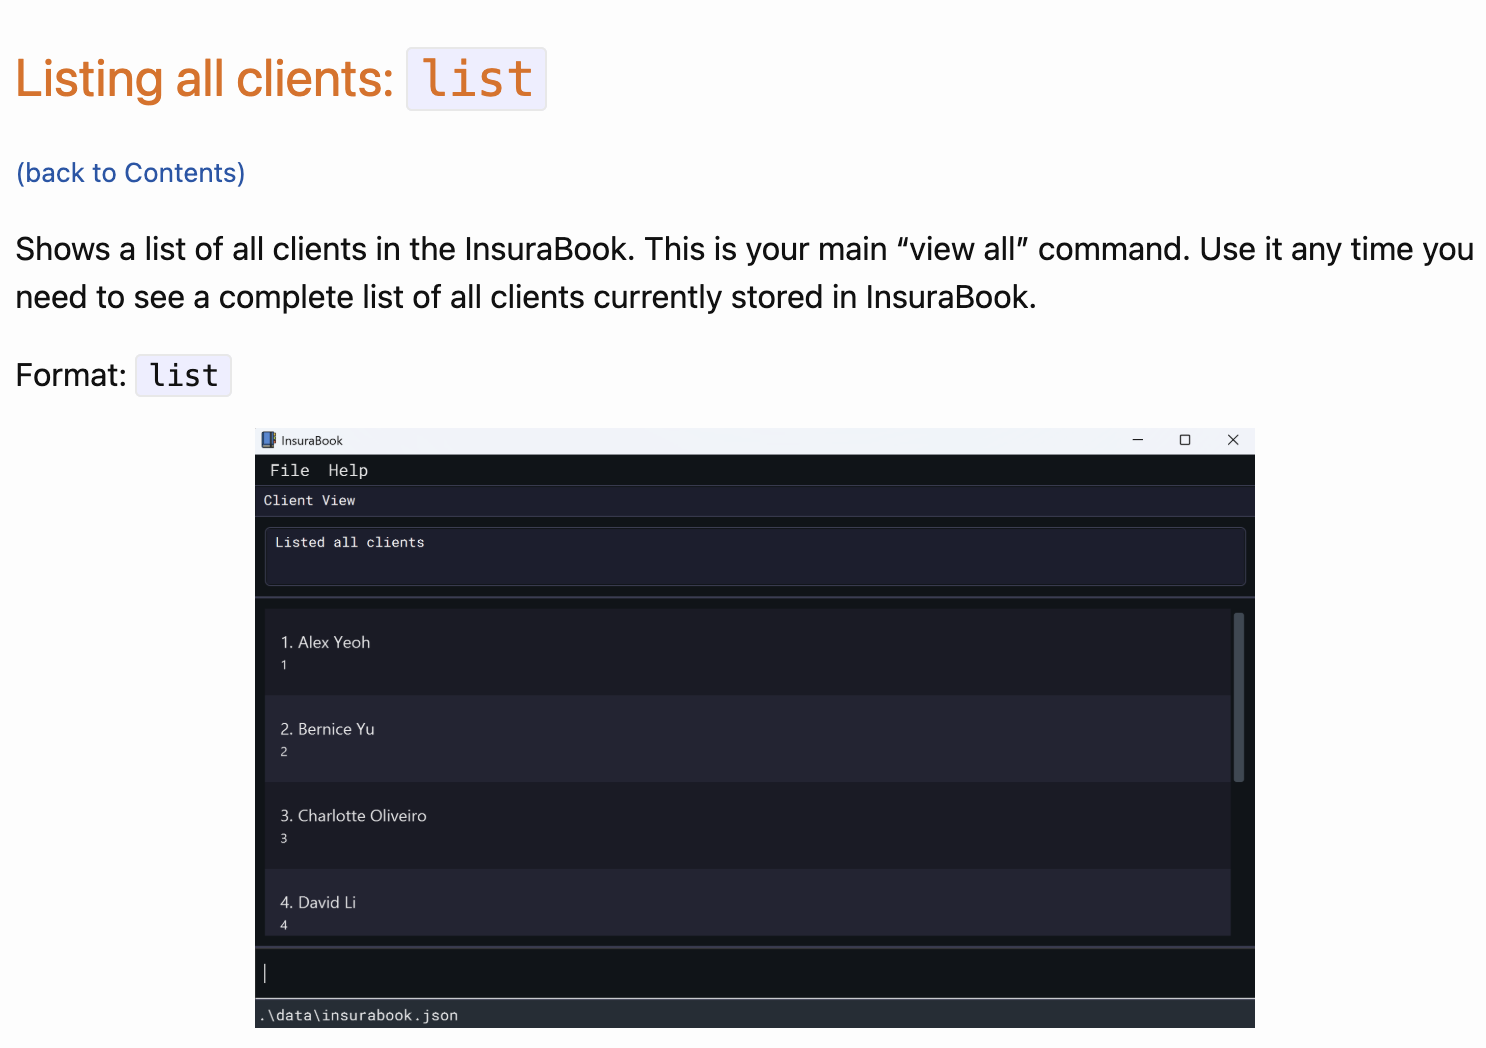 Listing all clients: list
(back to Contents)
Shows a list of all clients in the InsuraBook. This is your main “view all” command. Use it any time you
need to see a complete list of all clients currently stored in InsuraBook.
Format: list
InsuraBook
File Help
Client View
Listed all clients
1. Alex Yeoh
1
2. Bernice Yu
2
3. Charlotte Oliveiro
3
4. David Li
4
.\data\insurabook.json